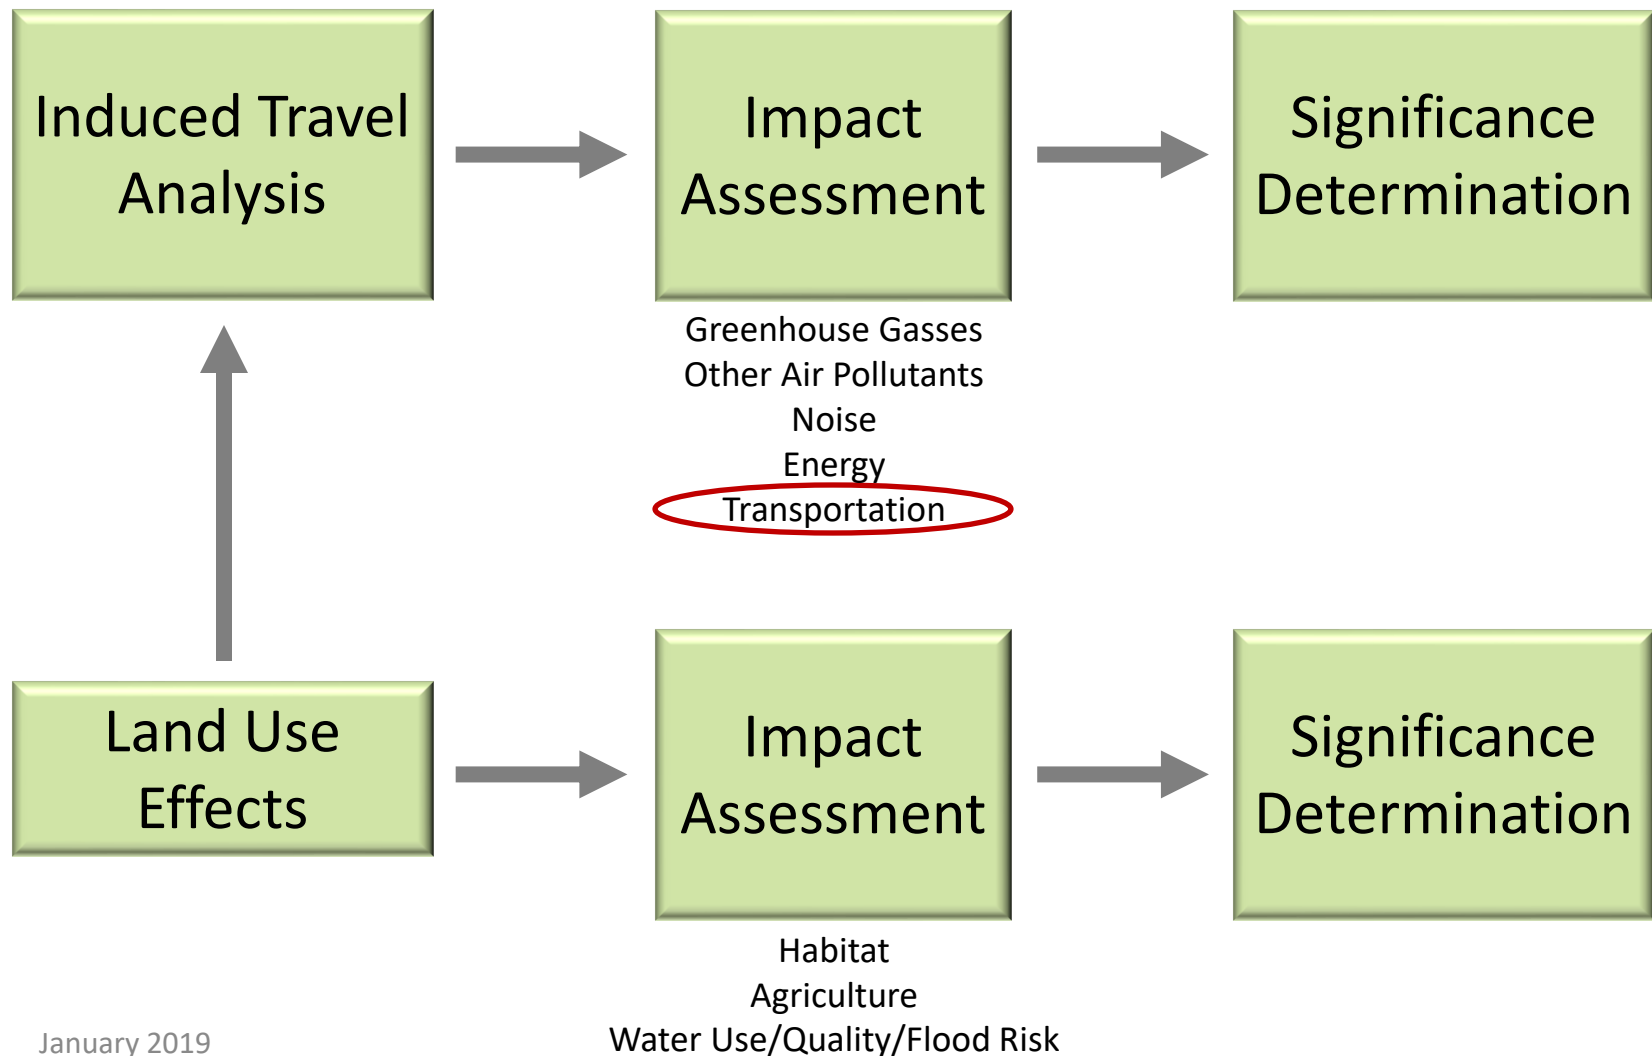 Induced Travel
Analysis
Impact
Assessment
Significance
Determination
Greenhouse Gasses
Other Air Pollutants
Noise
Energy
Transportation
Land Use
Effects
Impact
Assessment
Significance
Determination
Habitat
Agriculture
Water Use/Quality/Flood Risk
January 2019